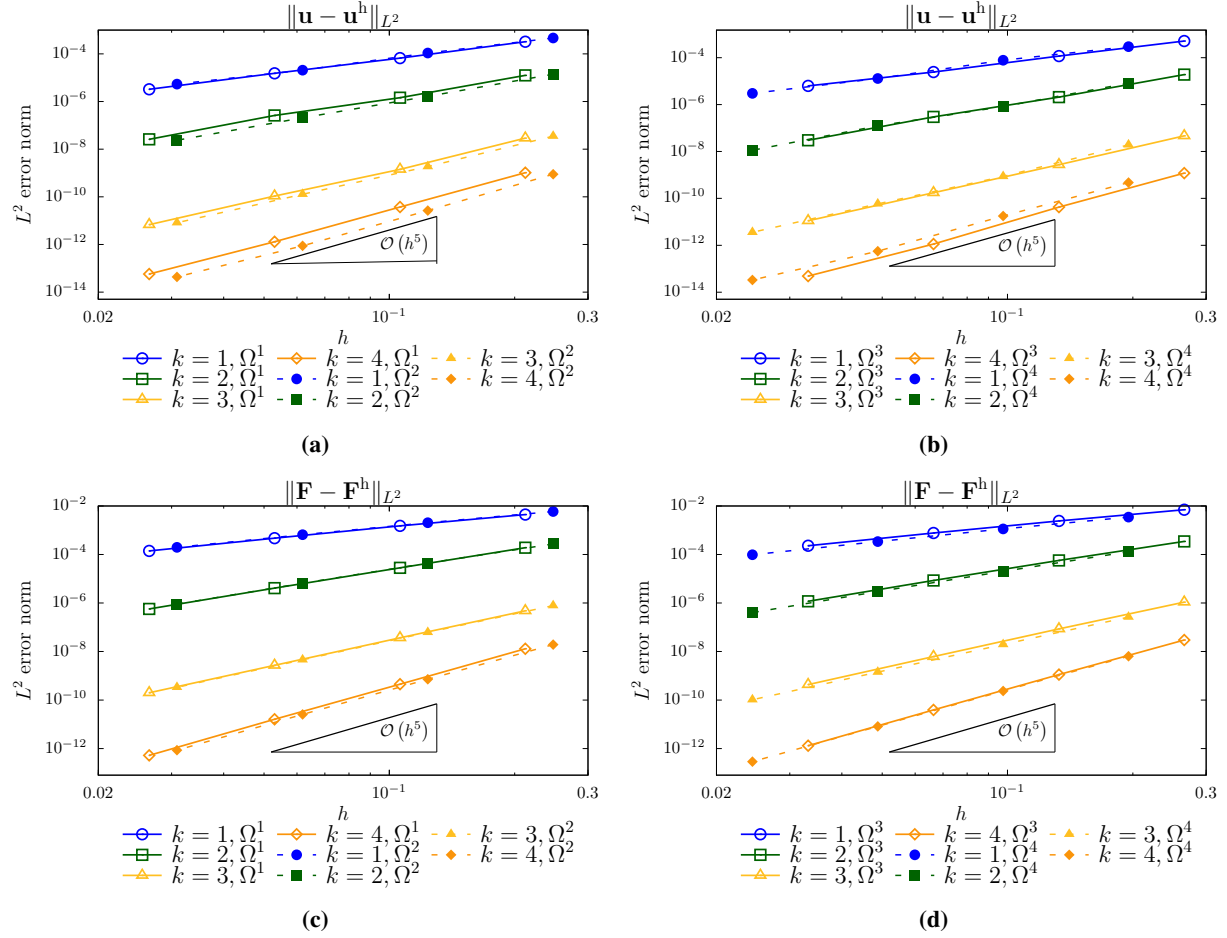 ‖u − u^h‖_{L^2}
10^{−4}
10^{−6}
10^{−8}
10^{−10}
10^{−12}
10^{−14}
L^2 error norm
O(h^5)
0.02 10^{−1} 0.3
h
k = 1, Ω^1 k = 4, Ω^1 k = 3, Ω^2
k = 2, Ω^1 k = 1, Ω^2 k = 4, Ω^2
k = 3, Ω^1 k = 2, Ω^2
(a)
‖u − u^h‖_{L^2}
10^{−4}
10^{−6}
10^{−8}
10^{−10}
10^{−12}
10^{−14}
L^2 error norm
O(h^5)
0.02 10^{−1} 0.3
h
k = 1, Ω^3 k = 4, Ω^3 k = 3, Ω^4
k = 2, Ω^3 k = 1, Ω^4 k = 4, Ω^4
k = 3, Ω^3 k = 2, Ω^4
(b)
‖F − F^h‖_{L^2}
10^{−2}
10^{−4}
10^{−6}
10^{−8}
10^{−10}
10^{−12}
L^2 error norm
O(h^5)
0.02 10^{−1} 0.3
h
k = 1, Ω^1 k = 4, Ω^1 k = 3, Ω^2
k = 2, Ω^1 k = 1, Ω^2 k = 4, Ω^2
k = 3, Ω^1 k = 2, Ω^2
(c)
‖F − F^h‖_{L^2}
10^{−2}
10^{−4}
10^{−6}
10^{−8}
10^{−10}
10^{−12}
L^2 error norm
O(h^5)
0.02 10^{−1} 0.3
h
k = 1, Ω^3 k = 4, Ω^3 k = 3, Ω^4
k = 2, Ω^3 k = 1, Ω^4 k = 4, Ω^4
k = 3, Ω^3 k = 2, Ω^4
(d)